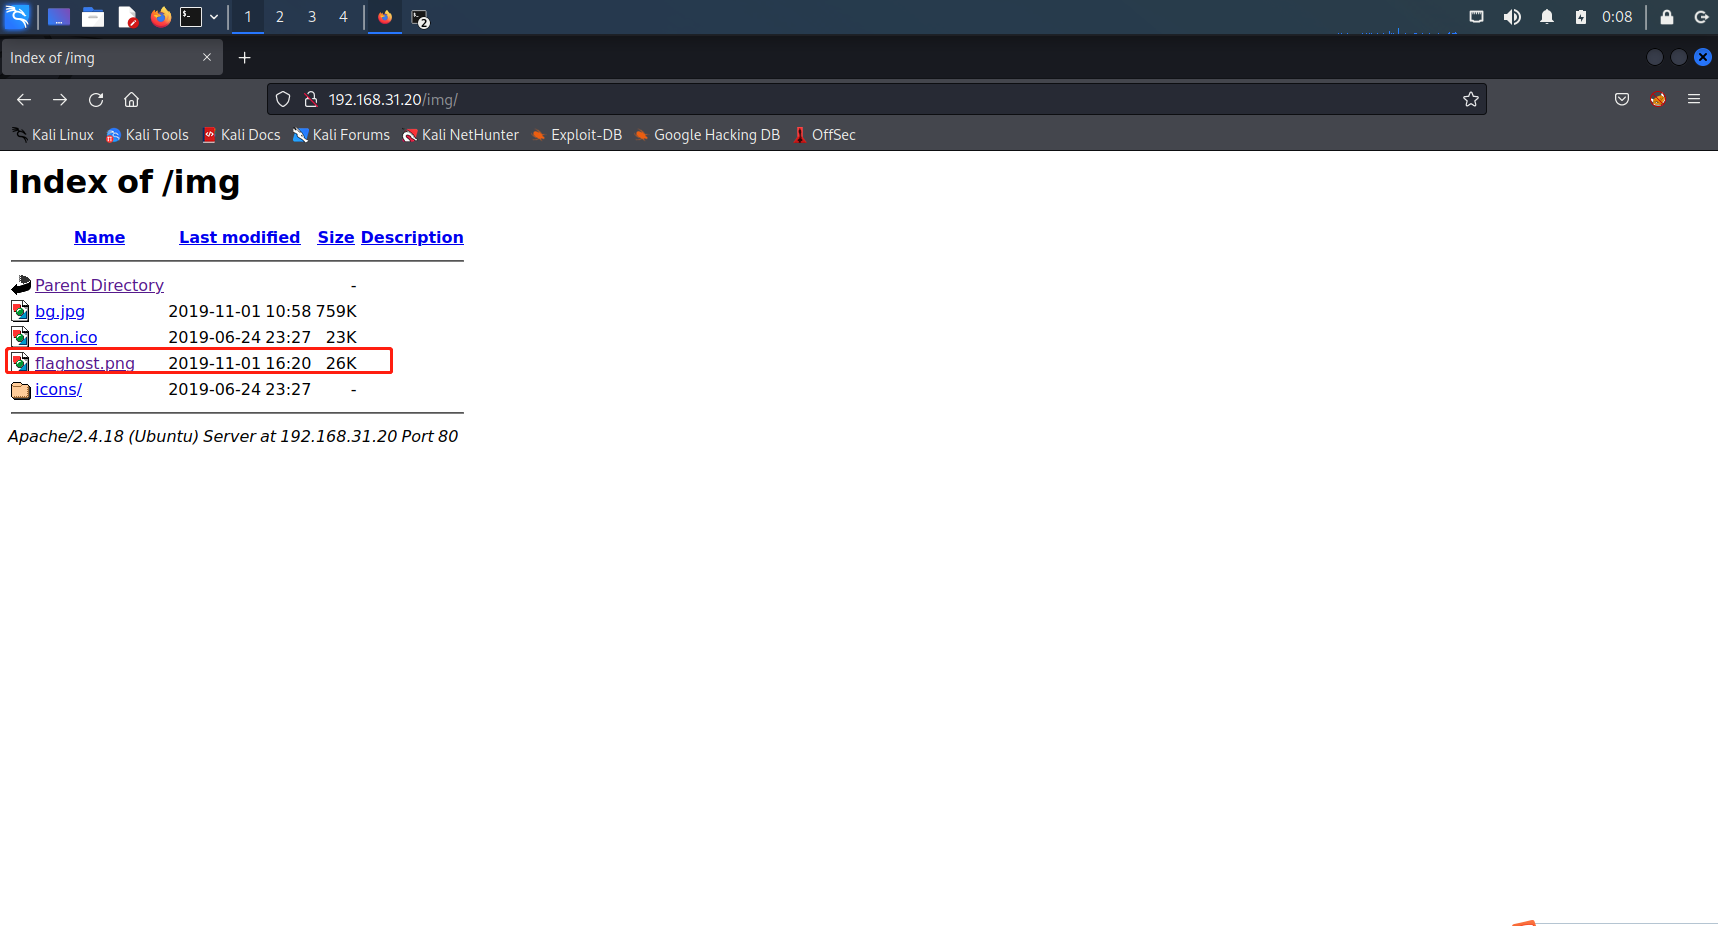 1 2 3 4 2 0:08
Index of /img
192.168.31.20/img/
Kali Linux Kali Tools Kali Docs Kali Forums Kali NetHunter Exploit-DB Google Hacking DB OffSec
Index of /img
Name Last modified Size Description
Parent Directory -
bg.jpg 2019-11-01 10:58 759K
fcon.ico 2019-06-24 23:27 23K
flaghost.png 2019-11-01 16:20 26K
icons/ 2019-06-24 23:27 -
Apache/2.4.18 (Ubuntu) Server at 192.168.31.20 Port 80